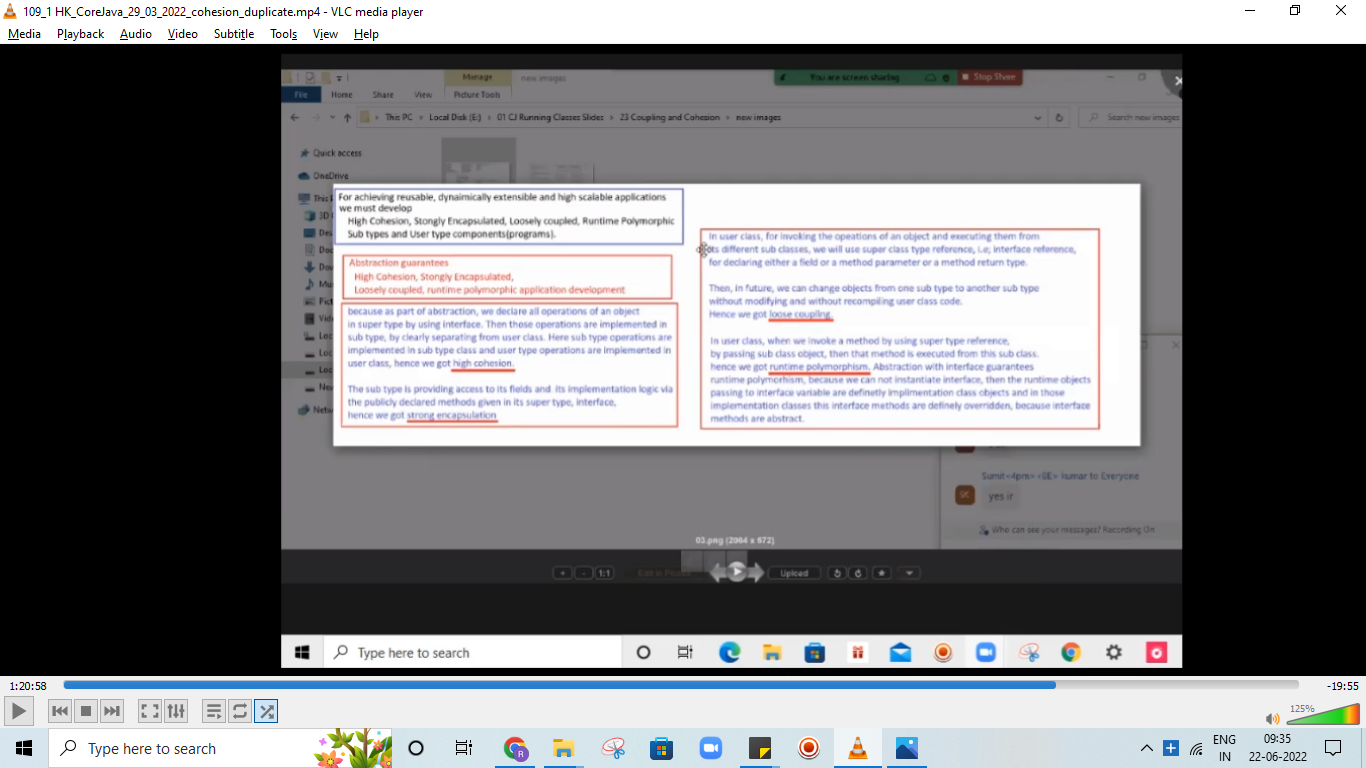 109_1 HK_CoreJava_29_03_2022_cohesion_duplicate.mp4 - VLC media player
Media Playback Audio Video Subtitle Tools View Help
Manage new images
You are screen sharing Stop Share
File Home Share View Picture Tools
This PC Local Disk (E:) 01 CJ Running Classes Slides 23 Coupling and Cohesion new images
Search new images
Quick access
OneDrive
For achieving reusable, dynaimically extensible and high scalable applications
we must develop
High Cohesion, Stongly Encapsulated, Loosely coupled, Runtime Polymorphic
Sub types and User type components(programs).
Abstraction guarantees
High Cohesion, Stongly Encapsulated,
Loosely coupled, runtime polymorphic application development
because as part of abstraction, we declare all operations of an object
in super type by using interface. Then those operations are implemented in
sub type, by clearly separating from user class. Here sub type operations are
implemented in sub type class and user type operations are implemented in
user class, hence we got high cohesion.
The sub type is providing access to its fields and its implementation logic via
the publicly declared methods given in its super type, interface,
hence we got strong encapsulation
In user class, for invoking the opeations of an object and executing them from
its different sub classes, we will use super class type reference, i.e; interface reference,
for declaring either a field or a method parameter or a method return type.
Then, in future, we can change objects from one sub type to another sub type
without modifying and without recompiling user class code.
Hence we got loose coupling.
In user class, when we invoke a method by using super type reference,
by passing sub class object, then that method is executed from this sub class.
hence we got runtime polymorphism. Abstraction with interface guarantees
runtime polymorhism, because we can not instantiate interface, then the runtime objects
passing to interface variable are definetly implimentation class objects and in those
implementation classes this interface methods are definely overridden, because interface
methods are abstract.
Sumit<4pm> <SE> kumar to Everyone
SK
yes ir
Who can see your messages? Recording On
03.png (2064 x 672)
+ - 1:1 Edit in Picasa Upload
Type here to search
1:20:58
-19:55
125%
Type here to search
ENG
IN
09:35
22-06-2022